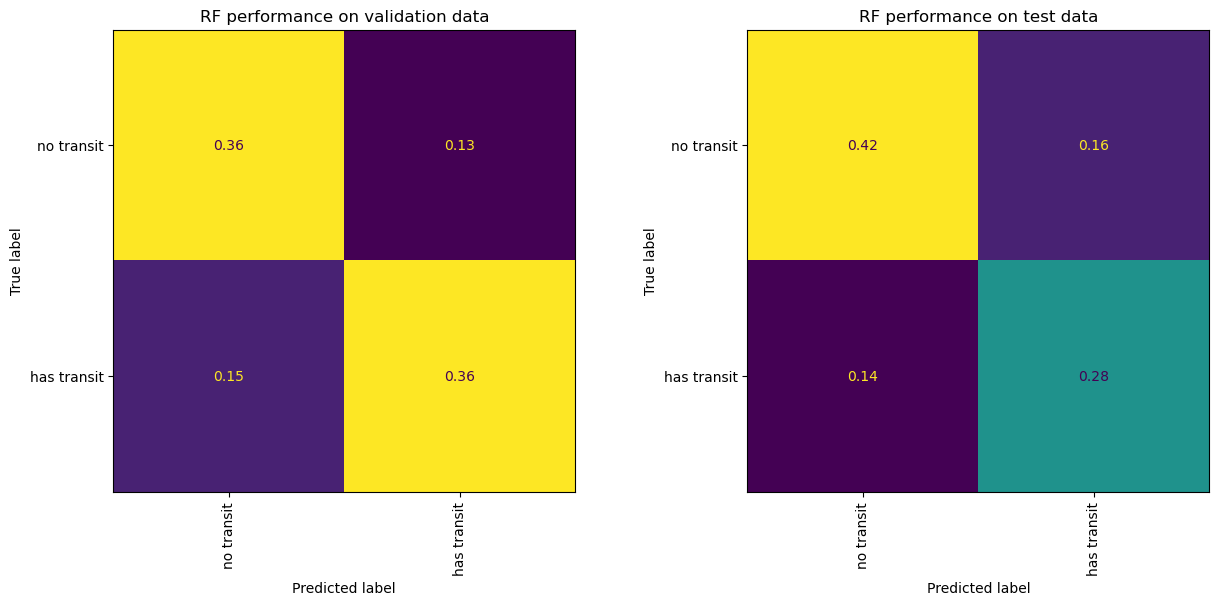 RF performance on validation data
True label
no transit
has transit
0.36
0.13
0.15
0.36
no transit
has transit
Predicted label
RF performance on test data
True label
no transit
has transit
0.42
0.16
0.14
0.28
no transit
has transit
Predicted label